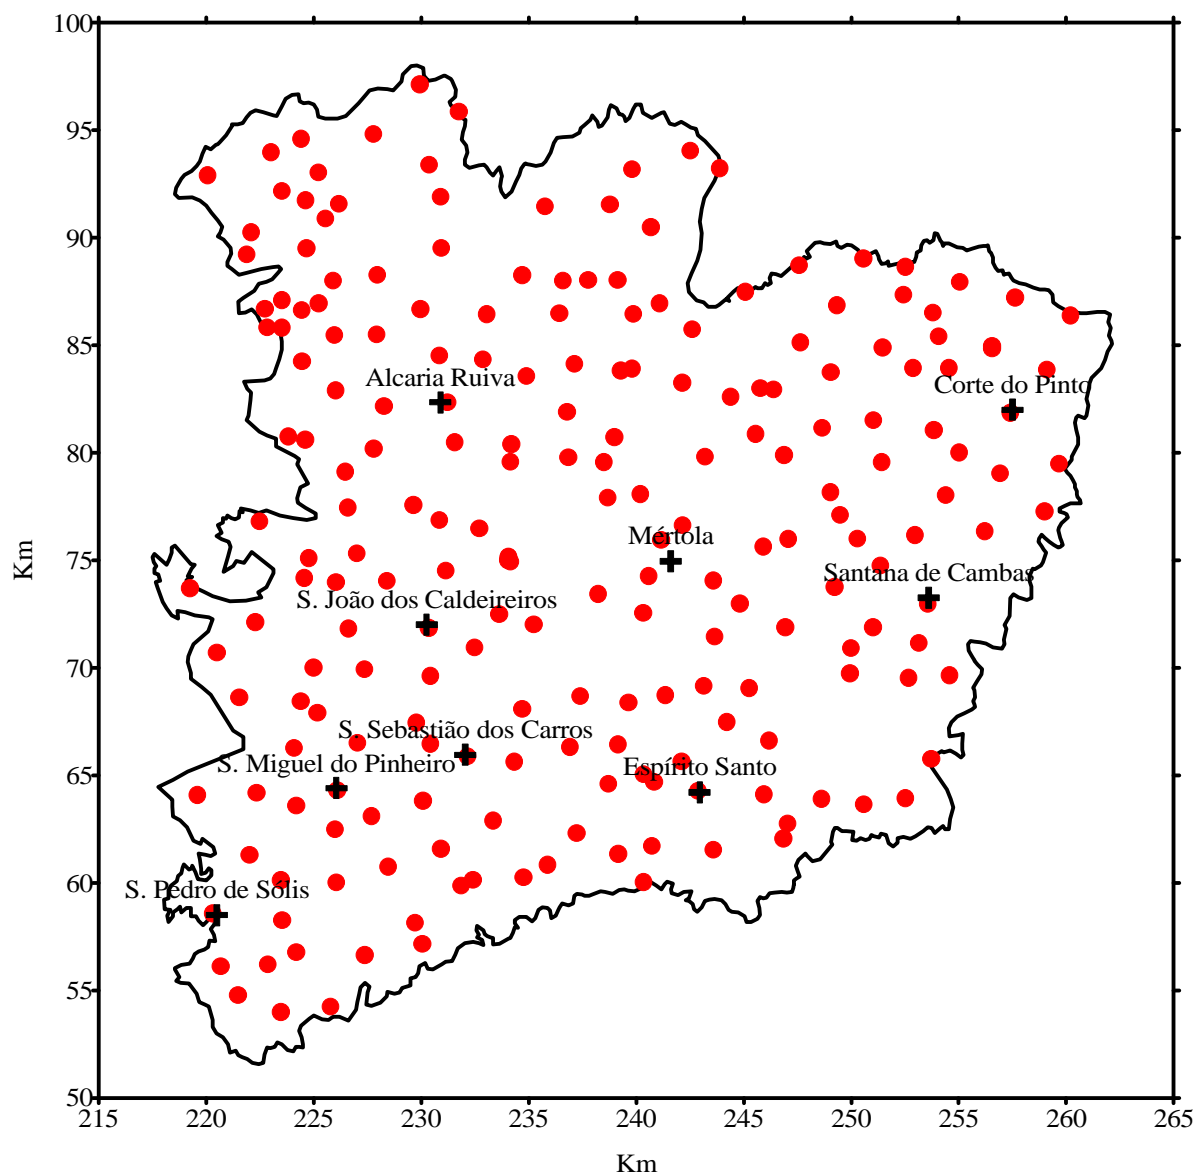 100
95
90
85
Alcaria Ruiva
Corte do Pinto
80
Km
75
Mértola
Santana de Cambas
S. João dos Caldeireiros
70
S. Sebastião dos Carros
S. Miguel do Pinheiro
Espírito Santo
65
60
S. Pedro de Sólis
55
50
215 220 225 230 235 240 245 250 255 260 265
Km